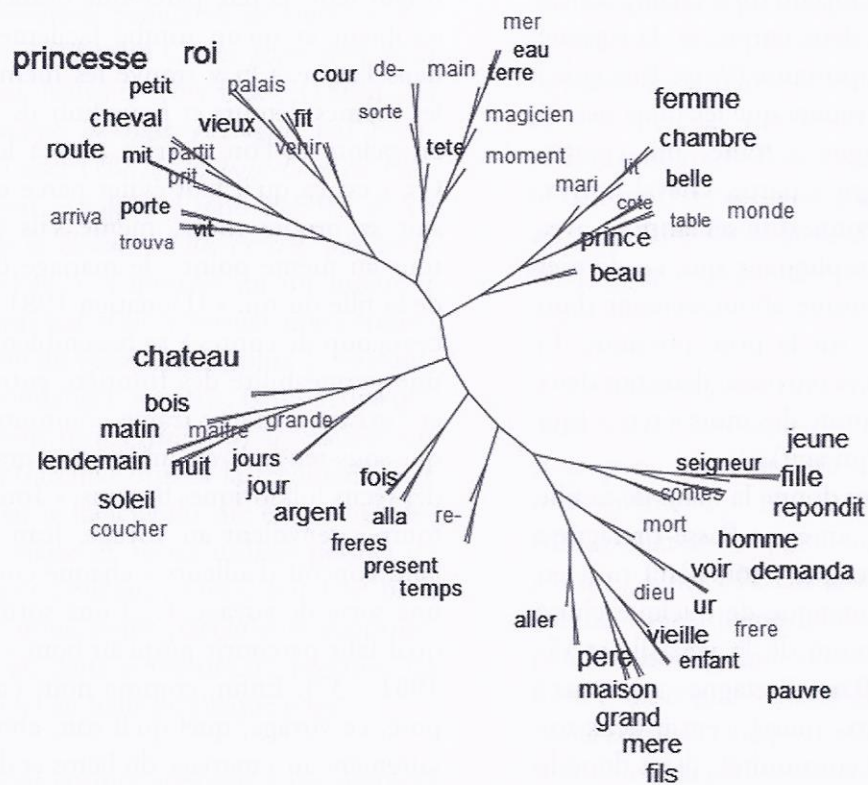 mer
eau
terre
de- main
cour
sorte
magicien
tete
moment
princesse roi
petit palais
cheval vieux fit
route mit partit venir
prit
arriva porte
trouva vit
femme
chambre
lit
mari belle
cote
table monde
prince
beau
chateau
bois
matin maitre grande
lendemain nuit jours
soleil jour
coucher
fois
argent alla re-
freres
present
temps
jeune
seigneur
fille
contes
repondit
mort
homme
voir demanda
dieu
ur
aller vieille frere
pere enfant
maison pauvre
grand
mere
fils